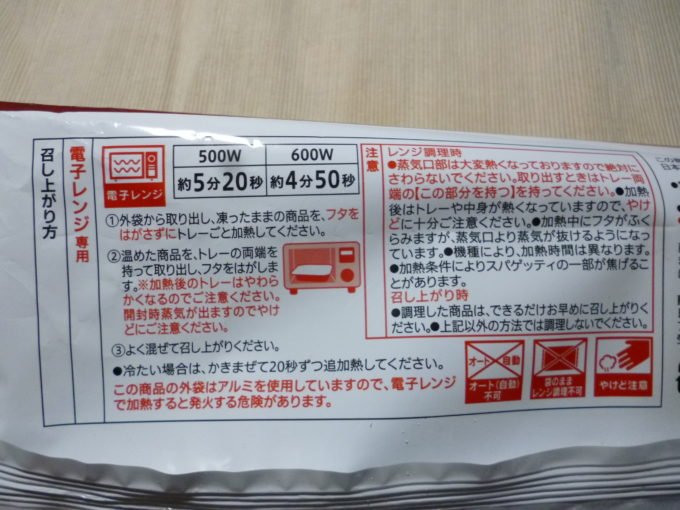 召し上がり方
電子レンジ専用
電子レンジ
500W 600W
約5分20秒 約4分50秒
①外袋から取り出し、凍ったままの商品を、フタを
はがさずにトレーごと加熱してください。
②温めた商品を、トレーの両端を
持って取り出し、フタをはがしま
す。※加熱後のトレーはやわら
かくなるのでご注意ください。
開封時蒸気が出ますのでやけ
どにご注意ください。
③よく混ぜて召し上がりください。
●冷たい場合は、かきまぜて20秒ずつ追加熱してください。
この商品の外袋はアルミを使用していますので、電子レンジ
で加熱すると発火する危険があります。
注意
レンジ調理時
●蒸気口部は大変熱くなっておりますので絶対に
さわらないでください。取り出すときはトレー両
端の【この部分を持つ】を持ってください。●加熱
後はトレーや中身が熱くなっていますので、やけ
どに十分ご注意ください。●加熱中にフタがふく
らみますが、蒸気口より蒸気が抜けるようになっ
ています。●機種により、加熱時間は異なります。
●加熱条件によりスパゲッティの一部が焦げるこ
とがあります。
召し上がり時
●調理した商品は、できるだけお早めに召し上がりく
ださい。●上記以外の方法では調理しないでください。
オート 自動
オート(自動)
不可
袋のまま
レンジ調理不可
やけど注意